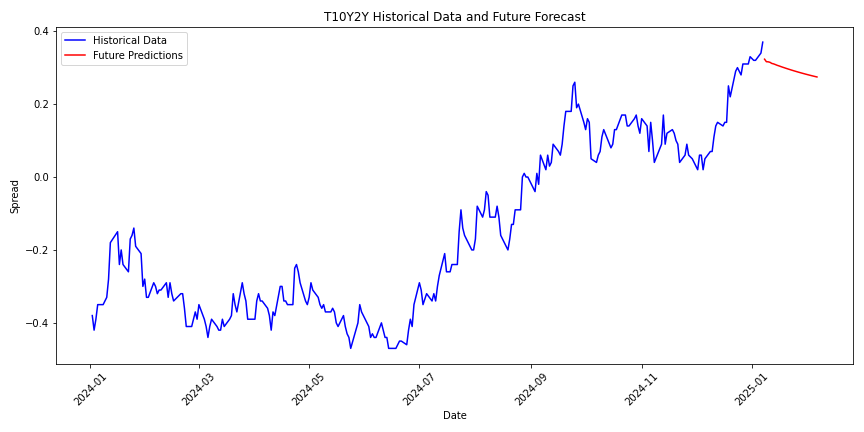 T10Y2Y Historical Data and Future Forecast
Historical Data
Future Predictions
Spread
0.4
0.2
0.0
−0.2
−0.4
2024-01
2024-03
2024-05
2024-07
2024-09
2024-11
2025-01
Date